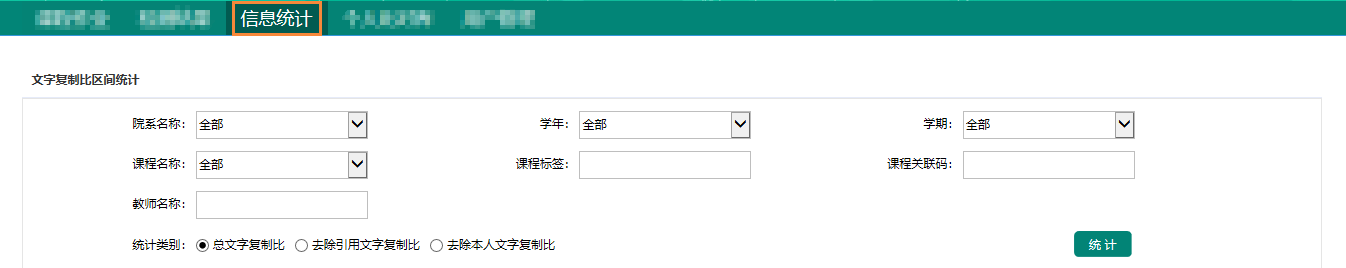 信息统计
文字复制比区间统计
院系名称: 全部 学年: 全部 学期: 全部
课程名称: 全部 课程标签: 课程关联码:
教师名称:
统计类别: 总文字复制比 去除引用文字复制比 去除本人文字复制比 统 计